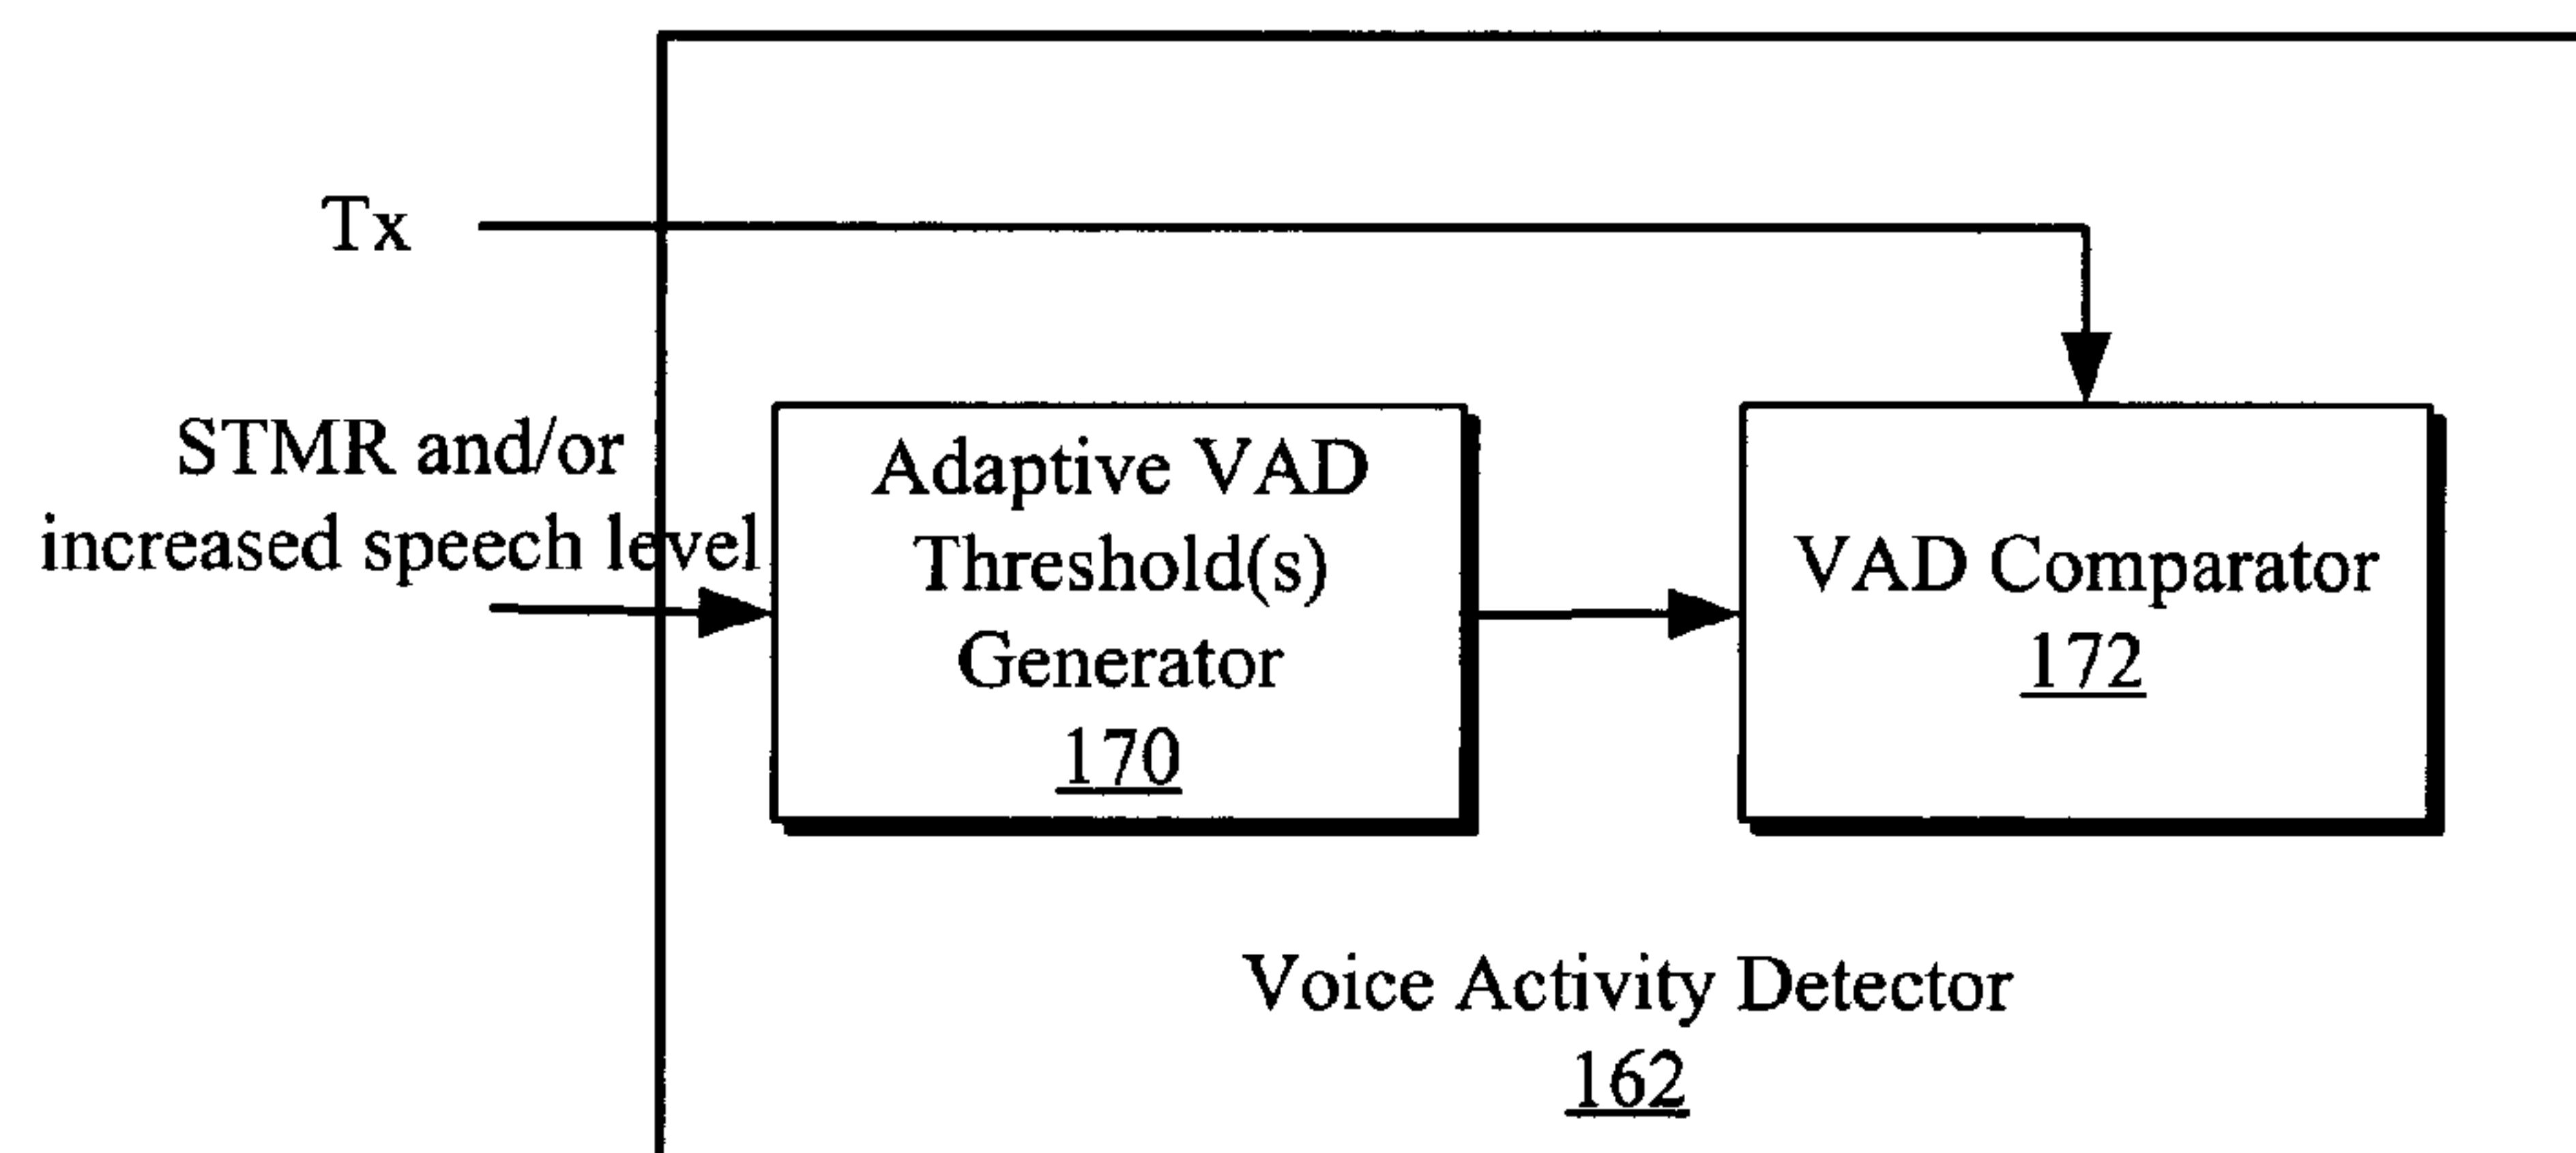 Tx
STMR and/or
increased speech level
Adaptive VAD
Threshold(s)
Generator
170
VAD Comparator
172
Voice Activity Detector
162